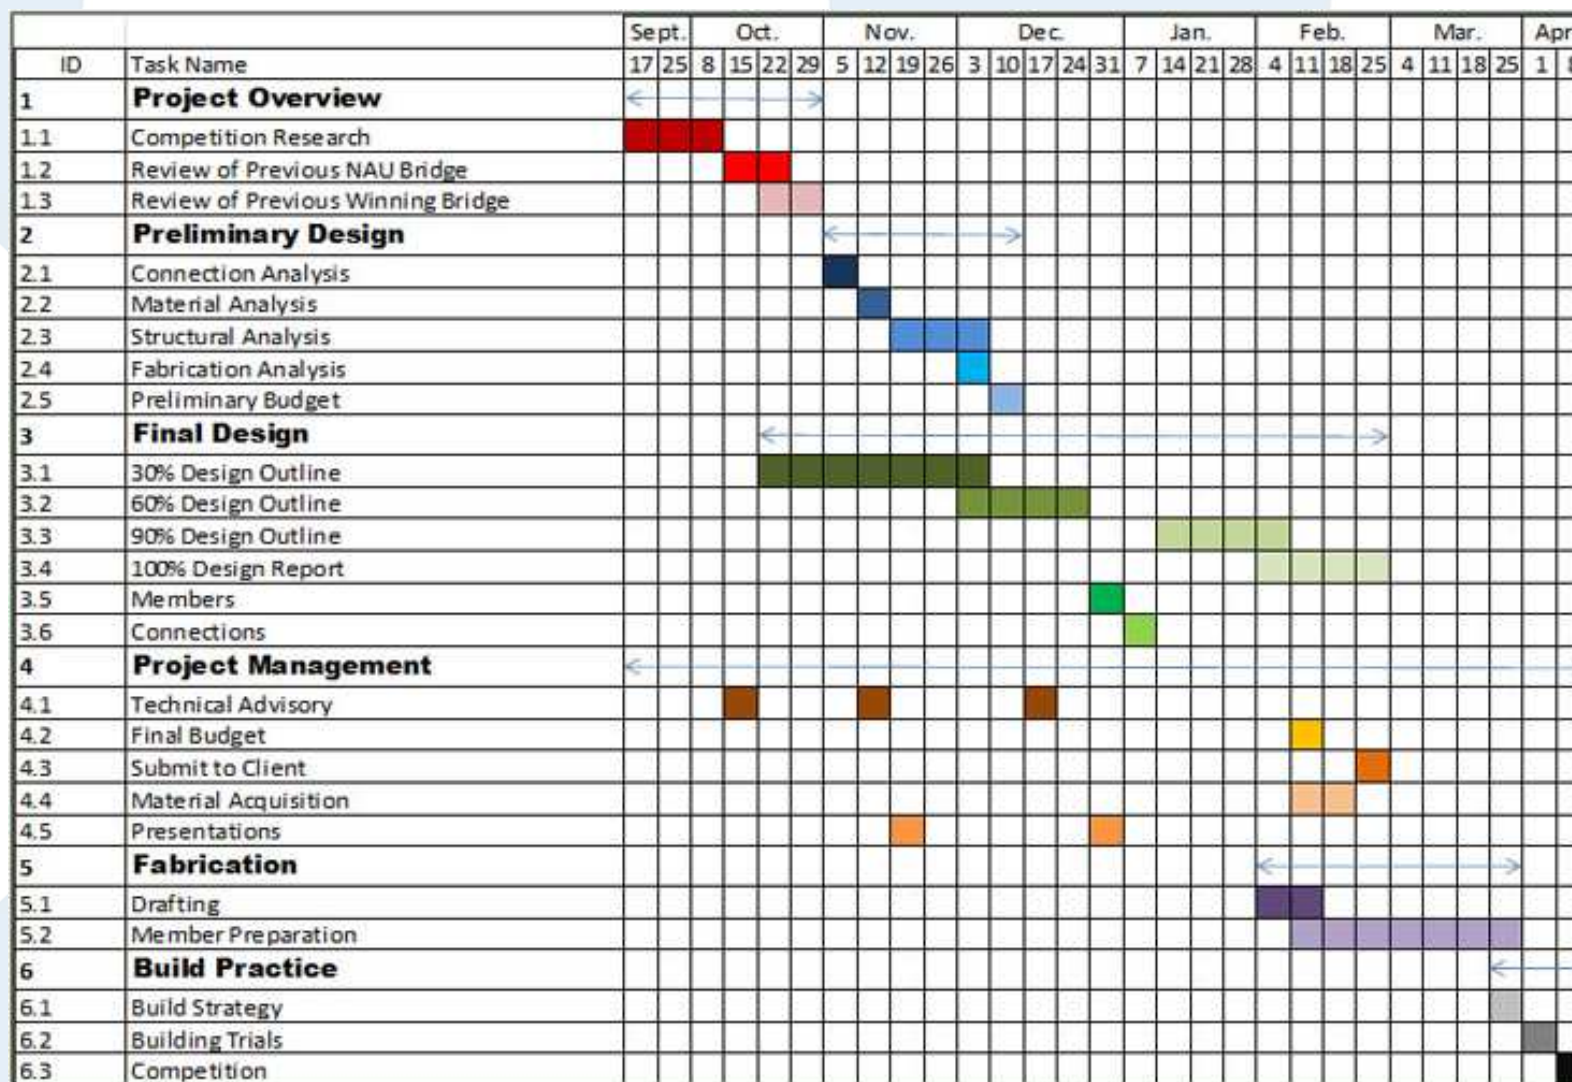 Sept. Oct. Nov. Dec. Jan. Feb. Mar. Apr
ID Task Name 17 25 8 15 22 29 5 12 19 26 3 10 17 24 31 7 14 21 28 4 11 18 25 4 11 18 25 1 8
1 Project Overview
1.1 Competition Research
1.2 Review of Previous NAU Bridge
1.3 Review of Previous Winning Bridge
2 Preliminary Design
2.1 Connection Analysis
2.2 Material Analysis
2.3 Structural Analysis
2.4 Fabrication Analysis
2.5 Preliminary Budget
3 Final Design
3.1 30% Design Outline
3.2 60% Design Outline
3.3 90% Design Outline
3.4 100% Design Report
3.5 Members
3.6 Connections
4 Project Management
4.1 Technical Advisory
4.2 Final Budget
4.3 Submit to Client
4.4 Material Acquisition
4.5 Presentations
5 Fabrication
5.1 Drafting
5.2 Member Preparation
6 Build Practice
6.1 Build Strategy
6.2 Building Trials
6.3 Competition